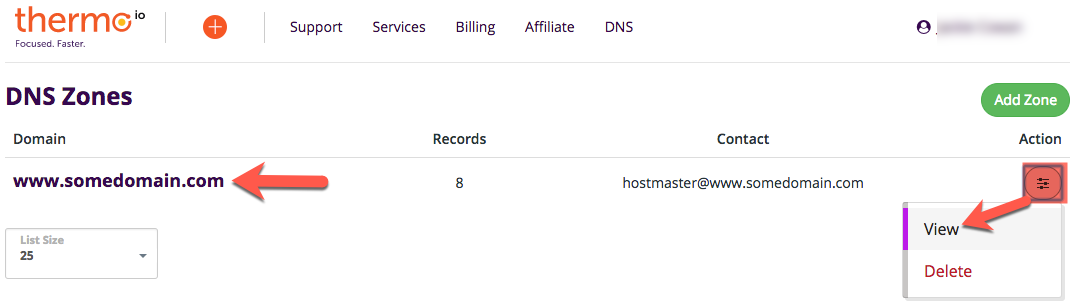 thermo io
Focused. Faster.
Support Services Billing Affiliate DNS
DNS Zones
Add Zone
Domain Records Contact Action
www.somedomain.com 8 hostmaster@www.somedomain.com
View
Delete
List Size
25